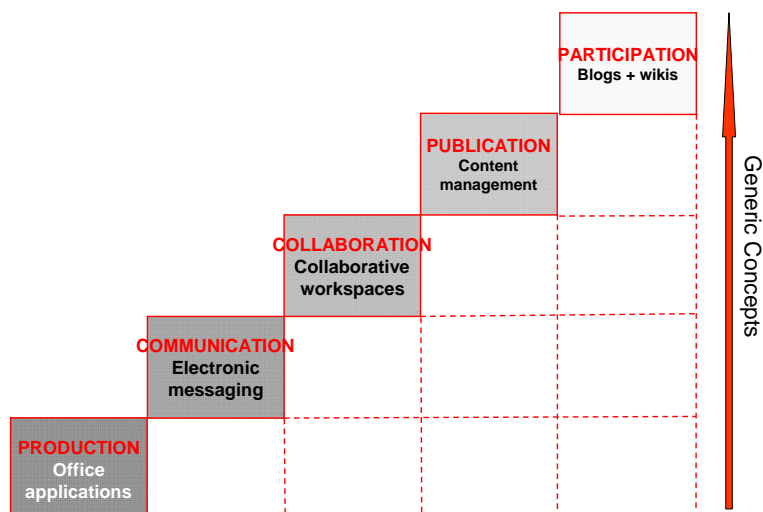 PARTICIPATION
Blogs + wikis
PUBLICATION
Content
management
COLLABORATION
Collaborative
workspaces
COMMUNICATION
Electronic
messaging
PRODUCTION
Office
applications
Generic Concepts